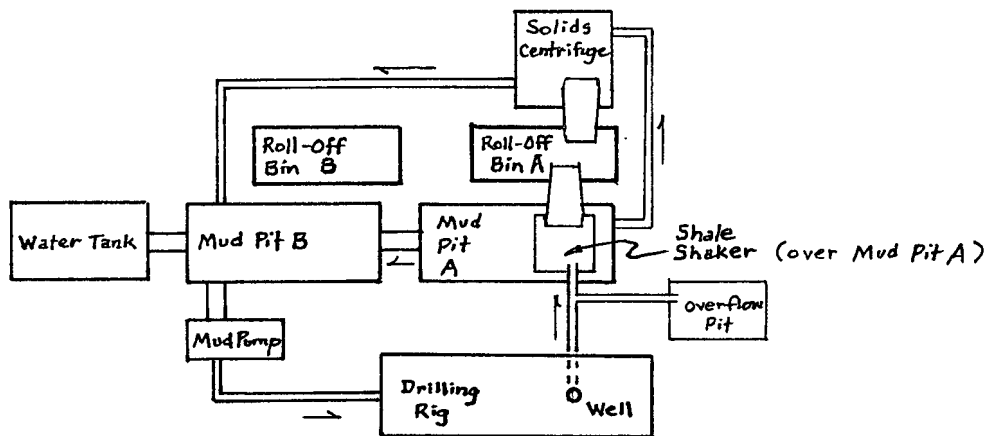 Solids
Centrifuge
Roll-Off
Bin B
Roll-Off
Bin A
Water Tank
Mud Pit B
Mud
Pit
A
Shale
Shaker (over Mud Pit A)
Overflow
Pit
Mud Pump
Drilling
Rig
Well